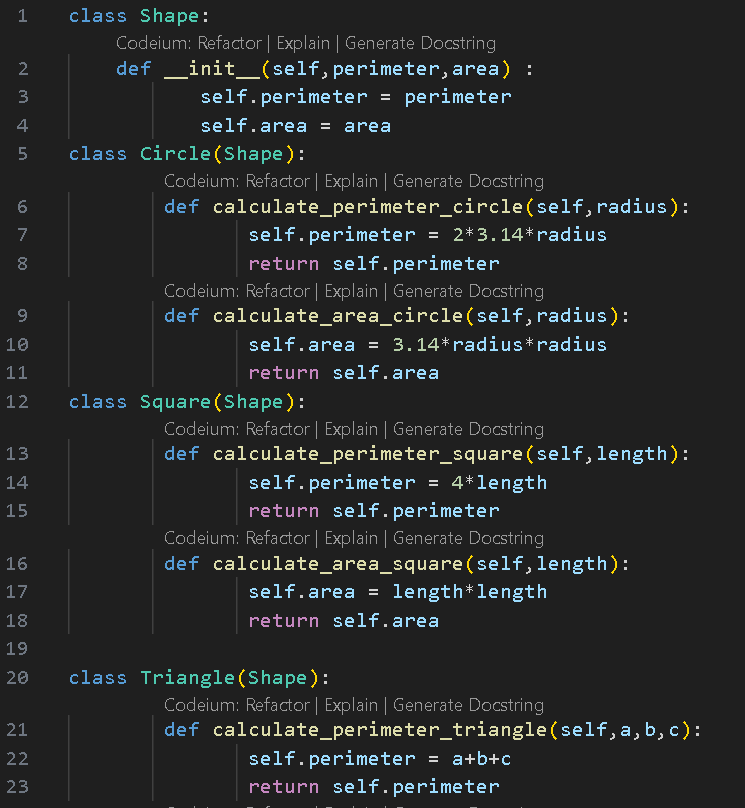 1 class Shape:
Codeium: Refactor | Explain | Generate Docstring
2 def __init__(self,perimeter,area) :
3 self.perimeter = perimeter
4 self.area = area
5 class Circle(Shape):
Codeium: Refactor | Explain | Generate Docstring
6 def calculate_perimeter_circle(self,radius):
7 self.perimeter = 2*3.14*radius
8 return self.perimeter
Codeium: Refactor | Explain | Generate Docstring
9 def calculate_area_circle(self,radius):
10 self.area = 3.14*radius*radius
11 return self.area
12 class Square(Shape):
Codeium: Refactor | Explain | Generate Docstring
13 def calculate_perimeter_square(self,length):
14 self.perimeter = 4*length
15 return self.perimeter
Codeium: Refactor | Explain | Generate Docstring
16 def calculate_area_square(self,length):
17 self.area = length*length
18 return self.area
19
20 class Triangle(Shape):
Codeium: Refactor | Explain | Generate Docstring
21 def calculate_perimeter_triangle(self,a,b,c):
22 self.perimeter = a+b+c
23 return self.perimeter